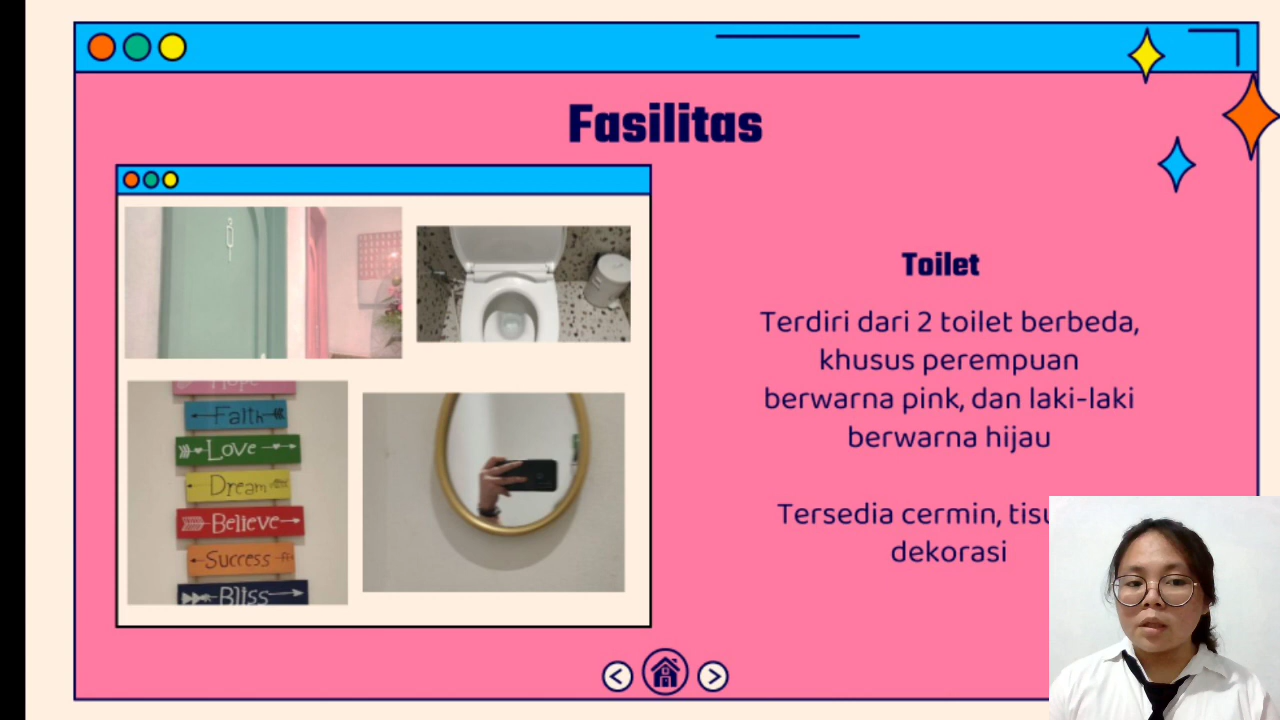 Fasilitas
Toilet
Terdiri dari 2 toilet berbeda,
khusus perempuan
berwarna pink, dan laki-laki
berwarna hijau
Tersedia cermin,
dekorasi
Hope
Faith
Love
Dream
Believe
Success
Bliss